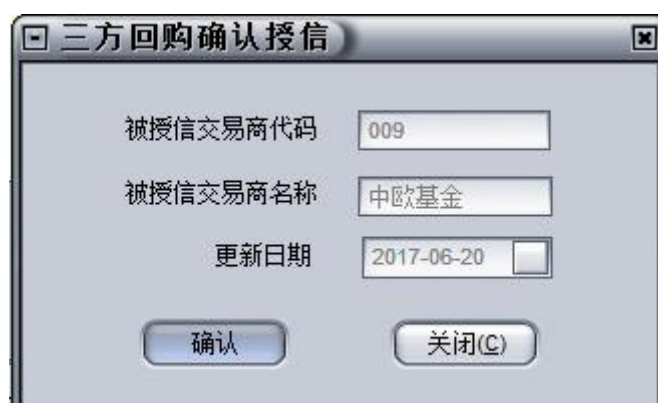 三方回购确认授信
被授信交易商代码 009
被授信交易商名称 中欧基金
更新日期 2017-06-20
确认 关闭(C)